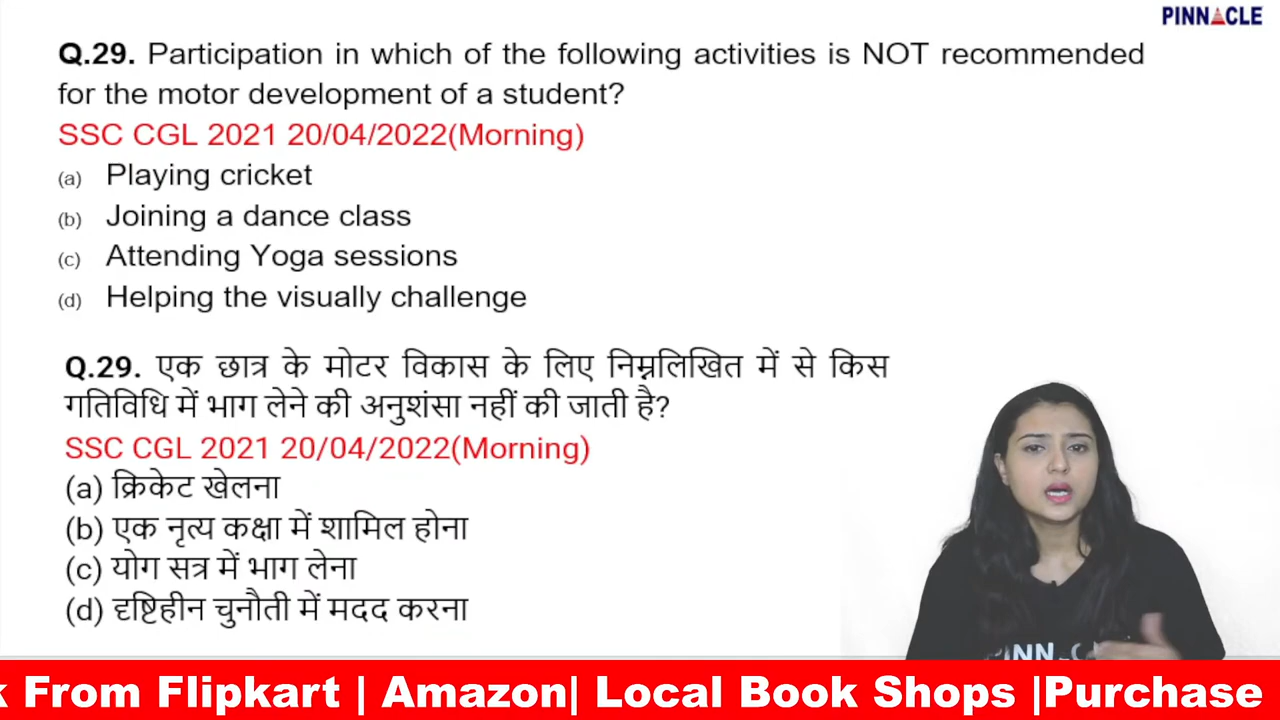 PINNACLE
Q.29. Participation in which of the following activities is NOT recommended
for the motor development of a student?
SSC CGL 2021 20/04/2022(Morning)
(a) Playing cricket
(b) Joining a dance class
(c) Attending Yoga sessions
(d) Helping the visually challenge
Q.29. एक छात्र के मोटर विकास के लिए निम्नलिखित में से किस
गतिविधि में भाग लेने की अनुशंसा नहीं की जाती है?
SSC CGL 2021 20/04/2022(Morning)
(a) क्रिकेट खेलना
(b) एक नृत्य कक्षा में शामिल होना
(c) योग सत्र में भाग लेना
(d) दृष्टिहीन चुनौती में मदद करना
From Flipkart | Amazon| Local Book Shops |Purchase